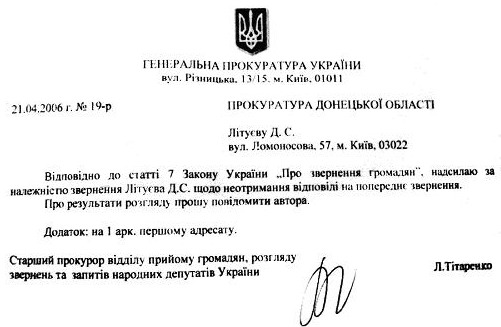 ГЕНЕРАЛЬНА ПРОКУРАТУРА УКРАЇНИ
вул. Різницька, 13/15, м. Київ, 01011
21.04.2006 г. № 19-р
ПРОКУРАТУРА ДОНЕЦЬКОЇ ОБЛАСТІ
Літуєву Д. С.
вул. Ломоносова, 57, м. Київ, 03022
Відповідно до статті 7 Закону України „Про звернення громадян", надсилаю за
належністю звернення Літуєва Д.С. щодо неотримання відповіді на попереднє звернення.
Про результати розгляду прошу повідомити автора.
Додаток: на 1 арк. першому адресату.
Старший прокурор відділу прийому громадян, розгляду
звернень та запитів народних депутатів України
Л.Тітаренко